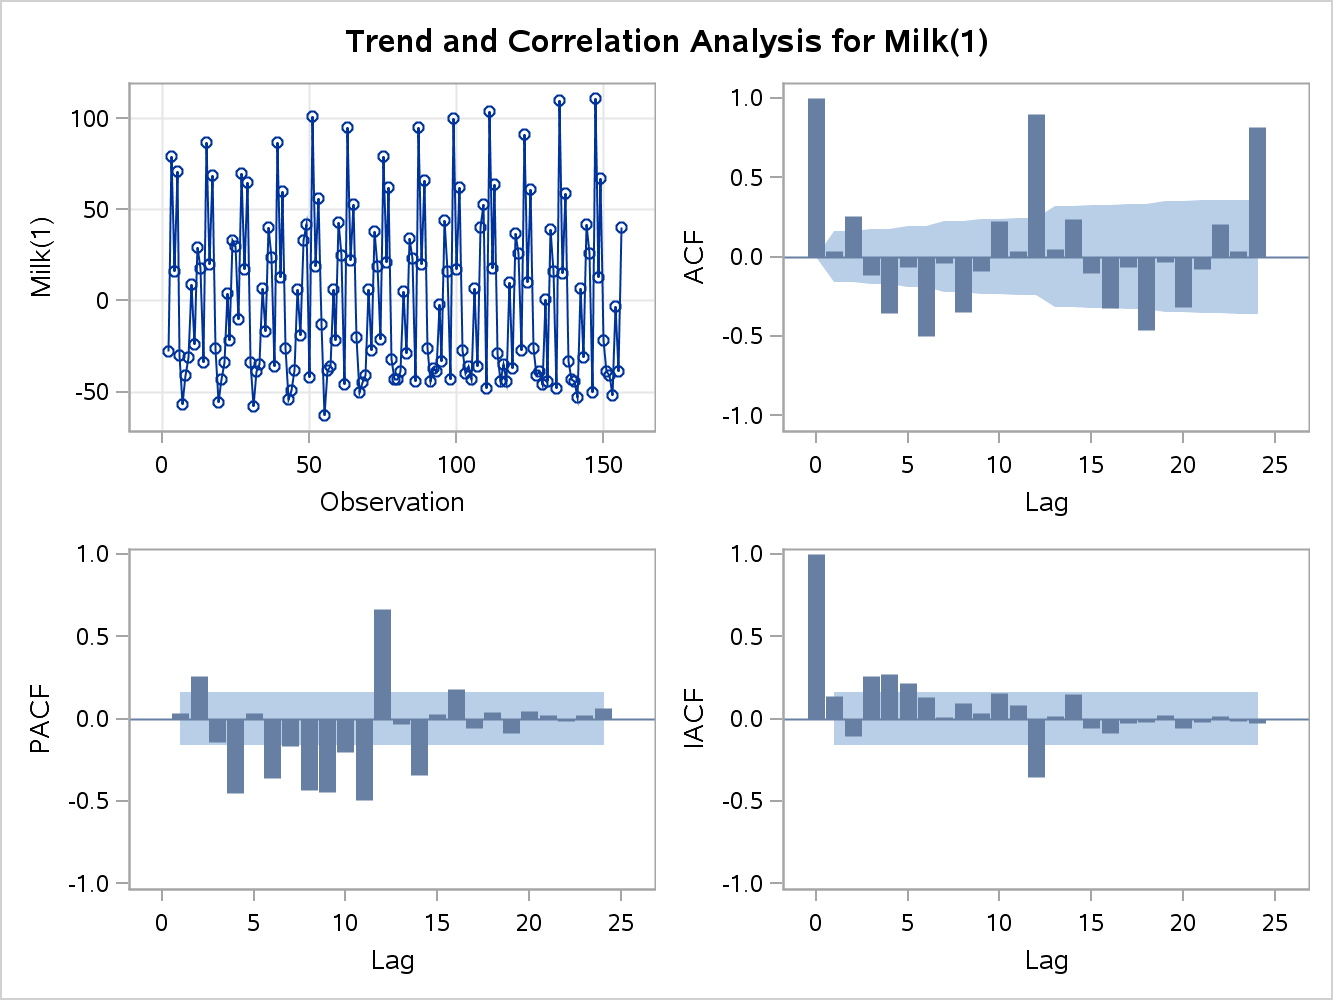 Trend and Correlation Analysis for Milk(1)
100
50
0
-50
Milk(1)
0 50 100 150
Observation
1.0
0.5
0.0
-0.5
-1.0
ACF
0 5 10 15 20 25
Lag
1.0
0.5
0.0
-0.5
-1.0
PACF
0 5 10 15 20 25
Lag
1.0
0.5
0.0
-0.5
-1.0
IACF
0 5 10 15 20 25
Lag